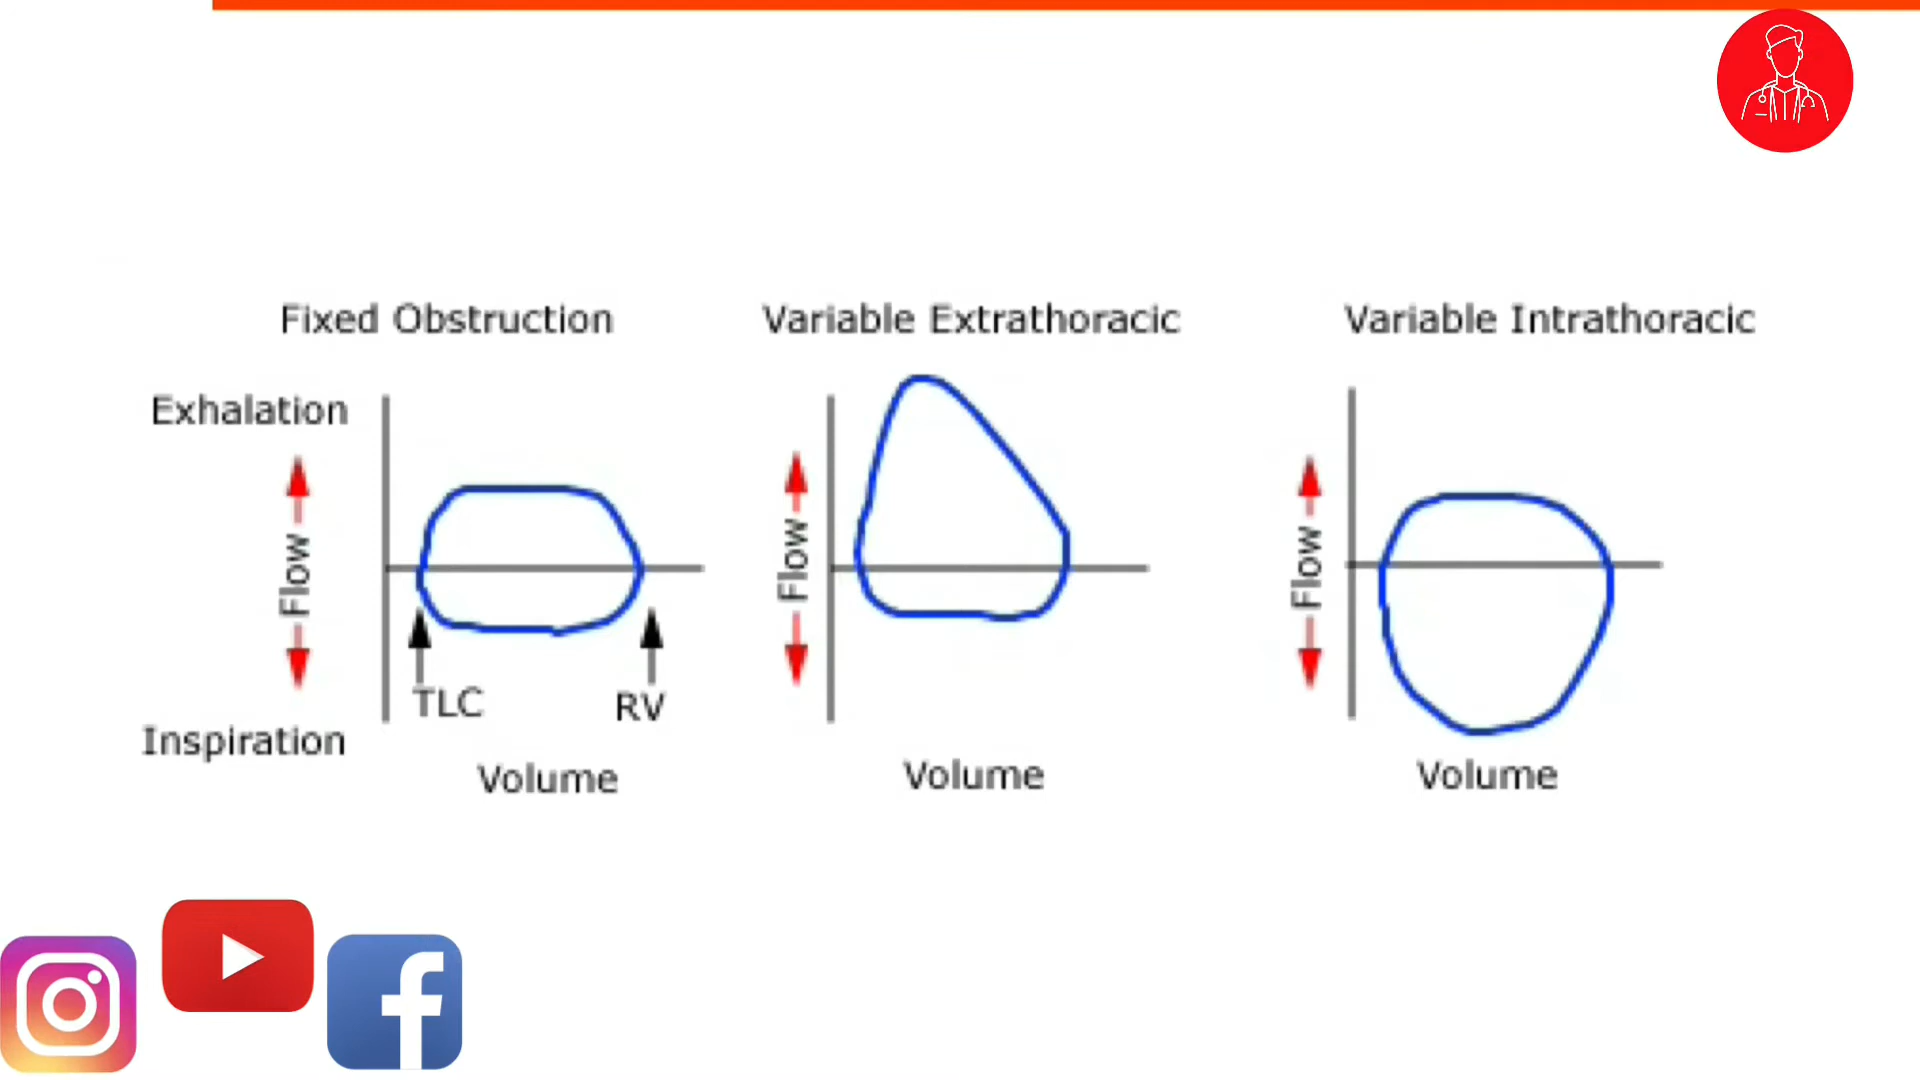 Fixed Obstruction
Variable Extrathoracic
Variable Intrathoracic
Exhalation
Flow
Flow
Flow
TLC
RV
Inspiration
Volume
Volume
Volume